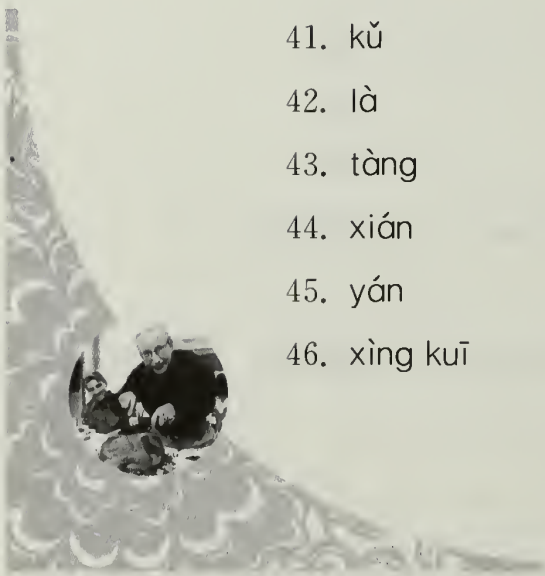 41. kǔ
42. là
43. tàng
44. xián
45. yán
46. xìng kuī